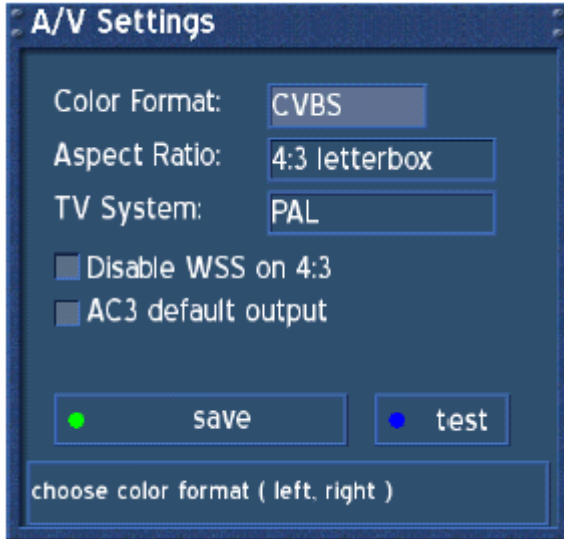 A/V Settings
Color Format: CVBS
Aspect Ratio: 4:3 letterbox
TV System: PAL
Disable WSS on 4:3
AC3 default output
save test
choose color format ( left, right )